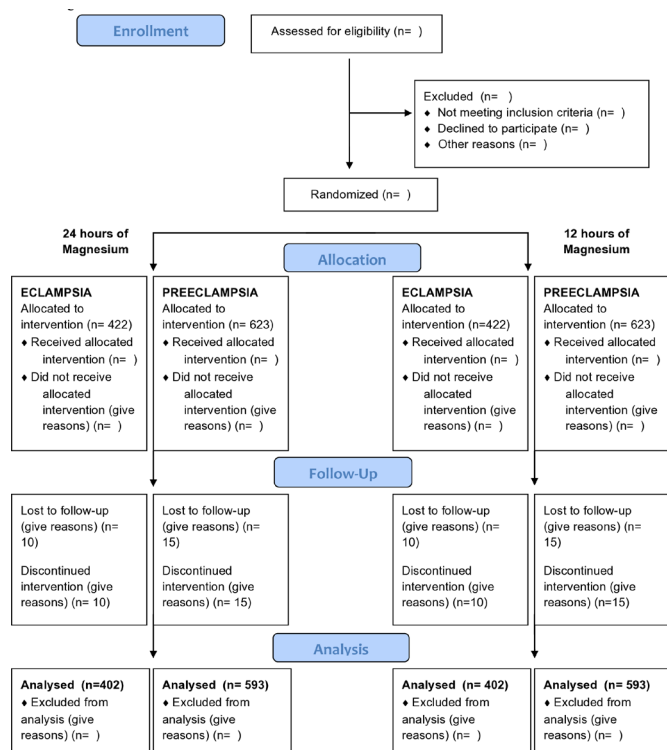 Enrollment
Assessed for eligibility (n= )
Excluded (n= )
♦ Not meeting inclusion criteria (n= )
♦ Declined to participate (n= )
♦ Other reasons (n= )
Randomized (n= )
24 hours of
Magnesium
12 hours of
Magnesium
Allocation
ECLAMPSIA
Allocated to
intervention (n= 422)
♦ Received allocated
intervention (n= )
♦ Did not receive
allocated
intervention (give
reasons) (n= )
PREECLAMPSIA
Allocated to
intervention (n= 623)
♦ Received allocated
intervention (n= )
♦ Did not receive
allocated
intervention (give
reasons) (n= )
ECLAMPSIA
Allocated to
intervention (n=422)
♦ Received allocated
intervention (n= )
♦ Did not receive
allocated
intervention (give
reasons) (n= )
PREECLAMPSIA
Allocated to
intervention (n= 623)
♦ Received allocated
intervention (n= )
♦ Did not receive
allocated
intervention (give
reasons) (n= )
Follow-Up
Lost to follow-up
(give reasons) (n=
10)
Discontinued
intervention (give
reasons) (n= 10)
Lost to follow-up
(give reasons) (n=
15)
Discontinued
intervention (give
reasons) (n= 15)
Lost to follow-up
(give reasons) (n=
10)
Discontinued
intervention (give
reasons) (n=10)
Lost to follow-up
(give reasons) (n=
15)
Discontinued
intervention (give
reasons) (n=15)
Analysis
Analysed (n=402)
♦ Excluded from
analysis (give
reasons) (n= )
Analysed (n= 593)
♦ Excluded from
analysis (give
reasons) (n= )
Analysed (n= 402)
♦ Excluded from
analysis (give
reasons) (n= )
Analysed (n= 593)
♦ Excluded from
analysis (give
reasons) (n= )